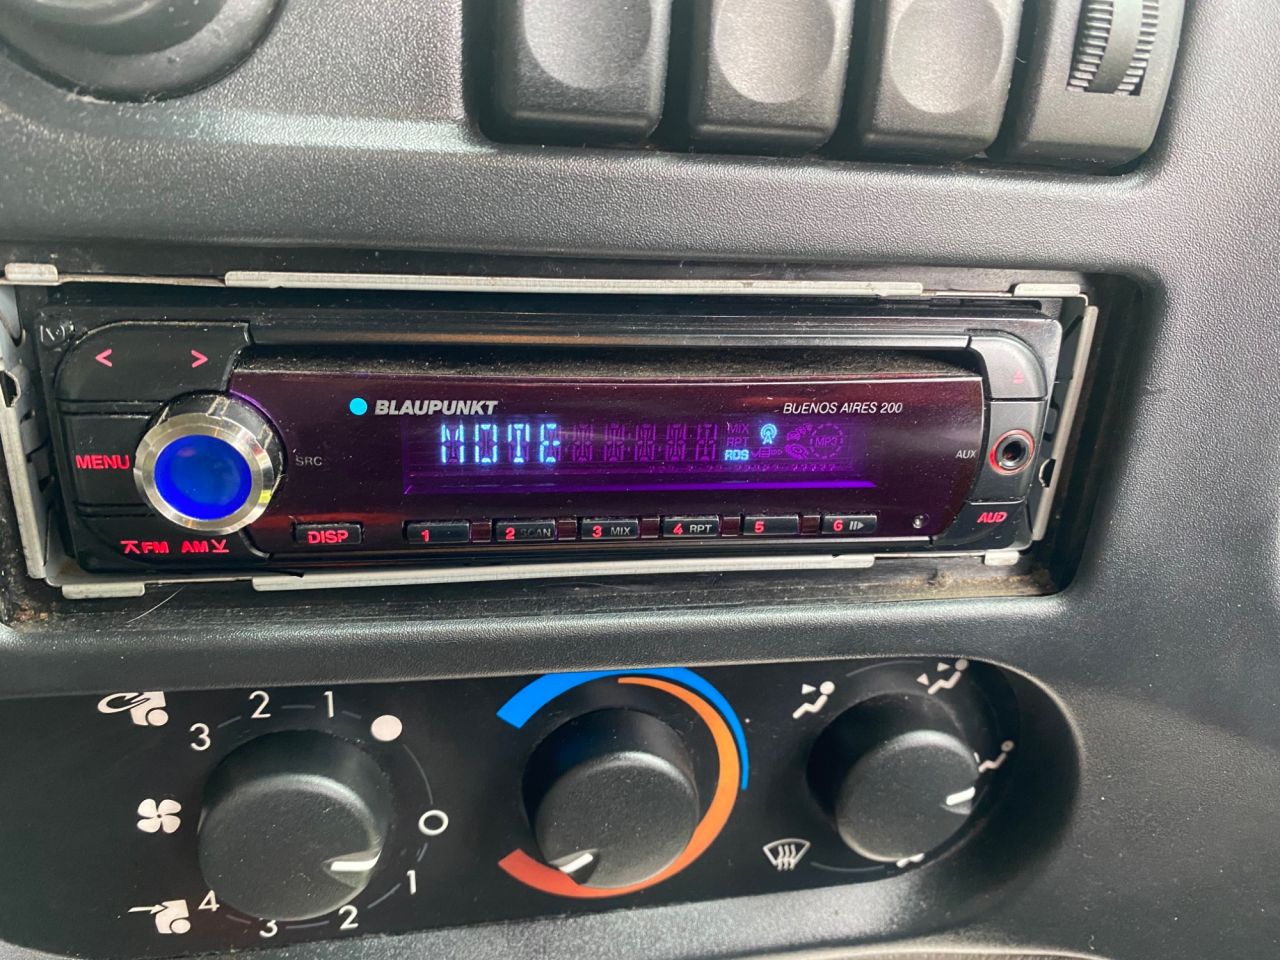 BLAUPUNKT
BUENOS AIRES 200
MENU
SRC
MIX
RPT
RDS
MP3
AUX
FM
AM
DISP
1
2 SCAN
3 MIX
4 RPT
5
6
AUD
3 2 1
0
4 3 2 1